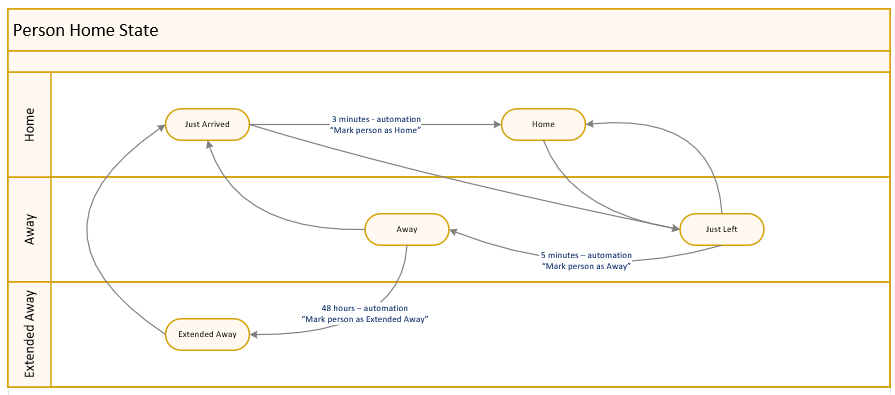 Person Home State
Home
Just Arrived
3 minutes - automation
“Mark person as Home”
Home
Away
Away
Just Left
5 minutes – automation
“Mark person as Away”
Extended Away
48 hours – automation
“Mark person as Extended Away”
Extended Away